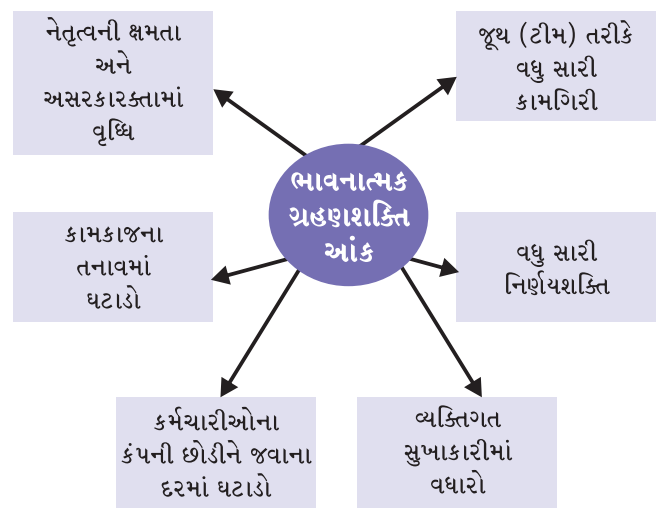 નેતૃત્વની ક્ષમતા
અને
અસરકારકતામાં
વૃધ્ધિ
જૂથ (ટીમ) તરીકે
વધુ સારી
કામગિરી
ભાવનાત્મક
ગ્રહણશક્તિ
આંક
કામકાજના
તનાવમાં
ઘટાડો
વધુ સારી
નિર્ણયશક્તિ
કર્મચારીઓના
કંપની છોડીને જવાના
દરમાં ઘટાડો
વ્યક્તિગત
સુખાકારીમાં
વધારો